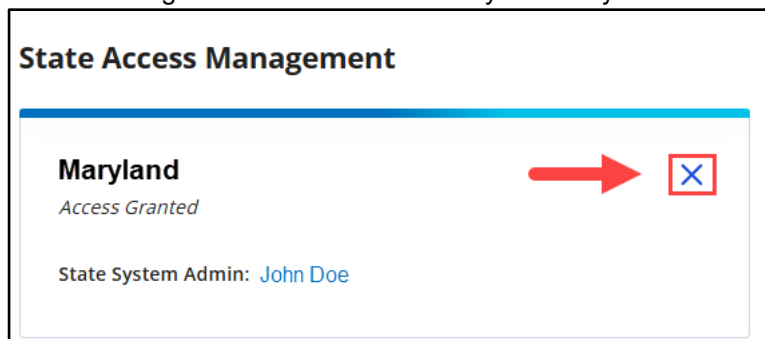 State Access Management
Maryland
Access Granted
State System Admin: John Doe